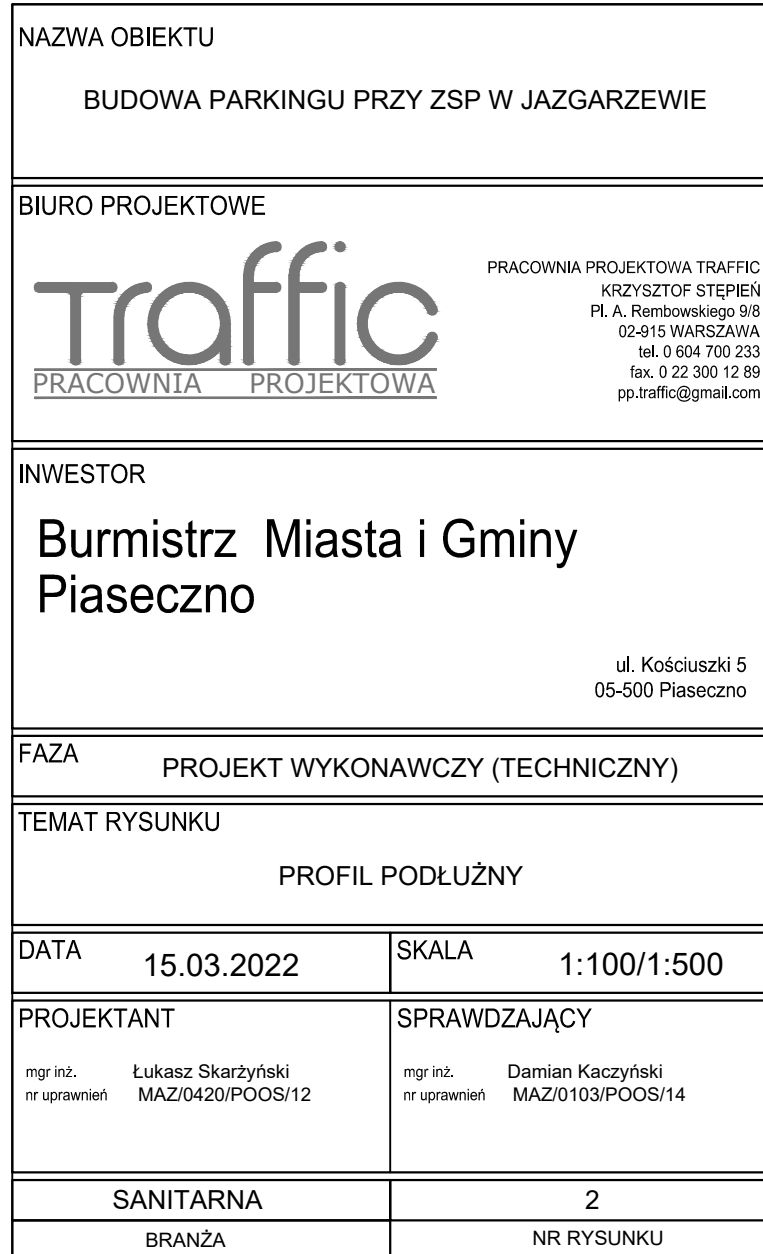 NAZWA OBIEKTU
BUDOWA PARKINGU PRZY ZSP W JAZGARZEWIE
BIURO PROJEKTOWE
Traffic
PRACOWNIA PROJEKTOWA
PRACOWNIA PROJEKTOWA TRAFFIC
KRZYSZTOF STĘPIEŃ
Pl. A. Rembowskiego 9/8
02-915 WARSZAWA
tel. 0 604 700 233
fax. 0 22 300 12 89
pp.traffic@gmail.com
INWESTOR
Burmistrz Miasta i Gminy
Piaseczno
ul. Kościuszki 5
05-500 Piaseczno
FAZA
PROJEKT WYKONAWCZY (TECHNICZNY)
TEMAT RYSUNKU
PROFIL PODŁUŻNY
DATA 15.03.2022
SKALA 1:100/1:500
PROJEKTANT
mgr inż. Łukasz Skarżyński
nr uprawnień MAZ/0420/POOS/12
SPRAWDZAJĄCY
mgr inż. Damian Kaczyński
nr uprawnień MAZ/0103/POOS/14
SANITARNA
BRANŻA
2
NR RYSUNKU